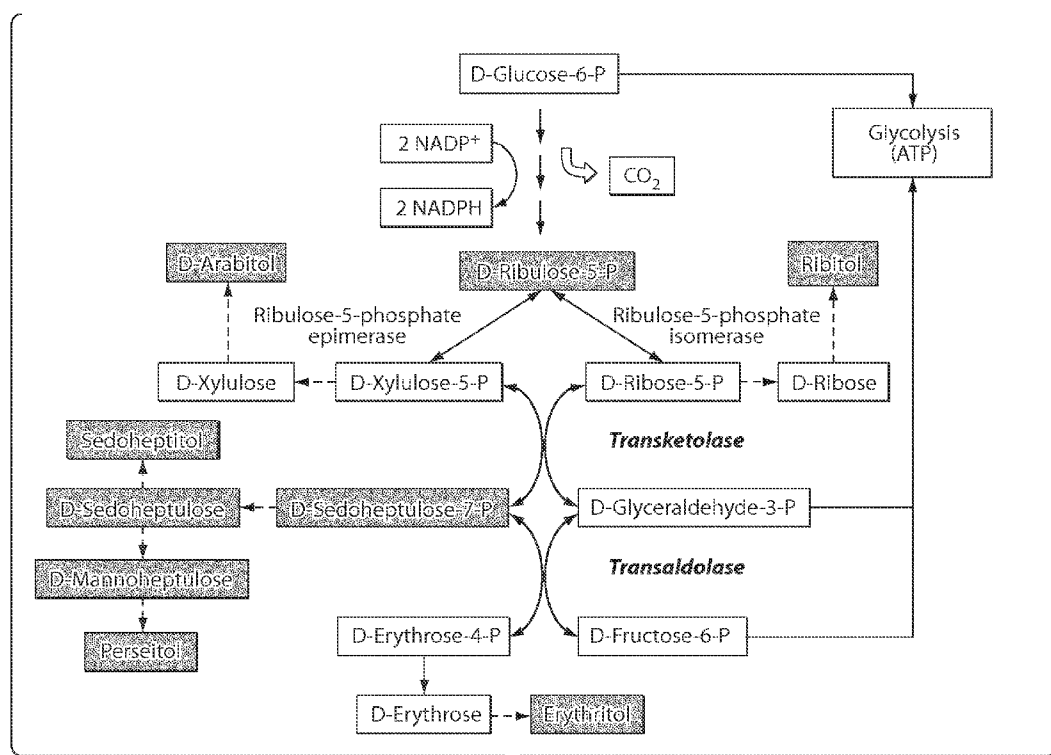 D-Glucose-6-P
Glycolysis
(ATP)
2 NADP+
CO2
2 NADPH
D-Arabitol
D-Ribulose-5-P
Ribitol
Ribulose-5-phosphate
epimerase
Ribulose-5-phosphate
isomerase
D-Xylulose
D-Xylulose-5-P
D-Ribose-5-P
D-Ribose
Sedoheptitol
Transketolase
D-Sedoheptulose
D-Sedoheptulose-7-P
D-Glyceraldehyde-3-P
D-Mannoheptulose
Transaldolase
Perseitol
D-Erythrose-4-P
D-Fructose-6-P
D-Erythrose
Erythritol